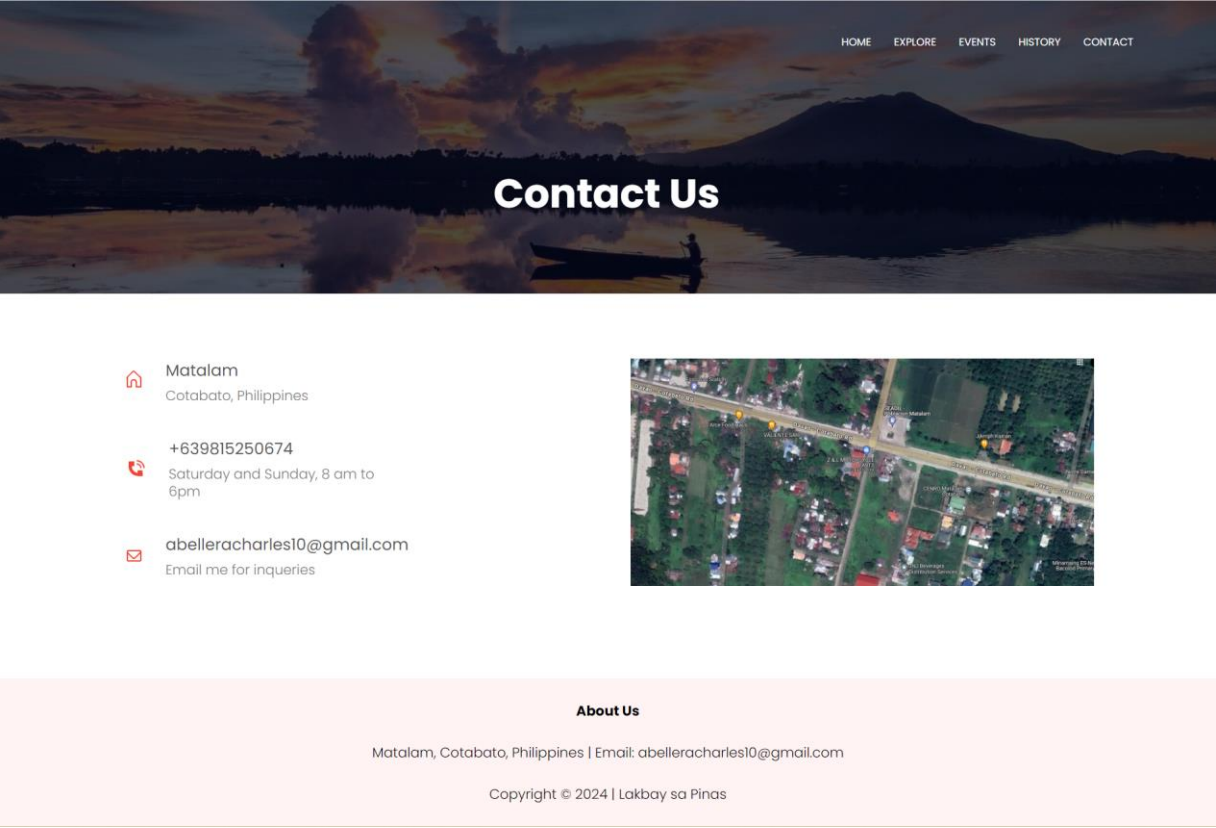 HOME EXPLORE EVENTS HISTORY CONTACT
Contact Us
Matalam
Cotabato, Philippines
+639815250674
Saturday and Sunday, 8 am to
6pm
abelleracharles10@gmail.com
Email me for inqueries
About Us
Matalam, Cotabato, Philippines | Email: abelleracharles10@gmail.com
Copyright © 2024 | Lakbay sa Pinas